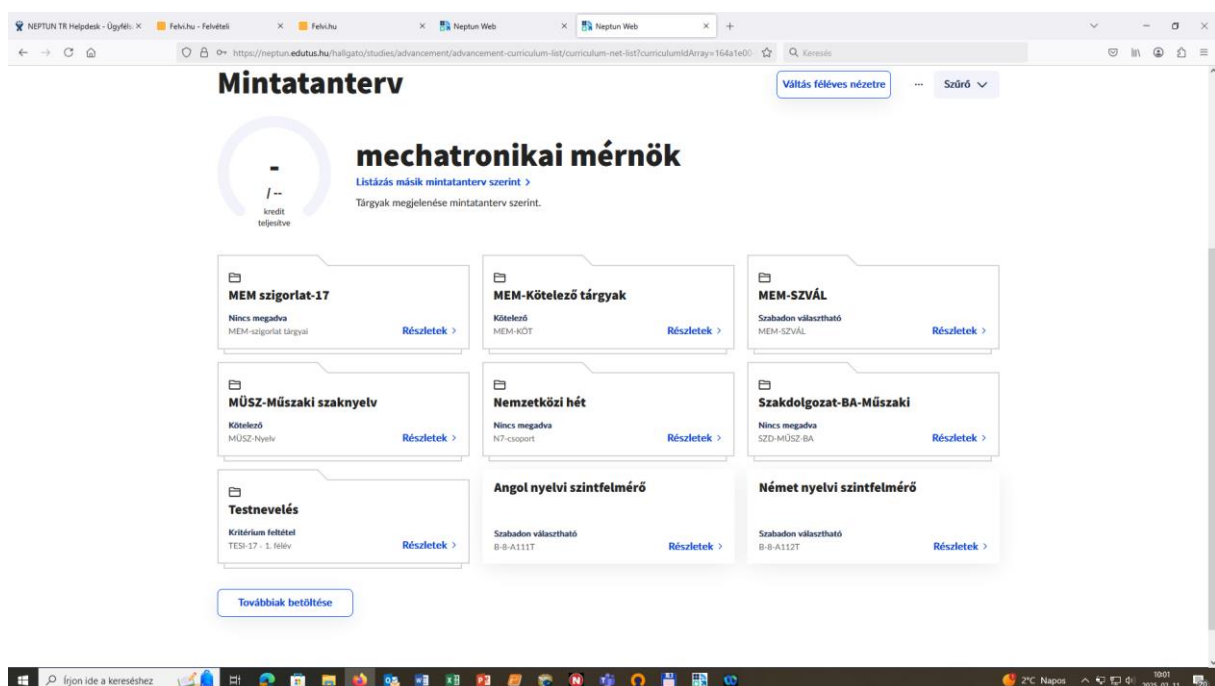 NEPTUN TR Helpdesk - Ügyféls
Felvi.hu - Felvételi
Felvi.hu
Neptun Web
Neptun Web
https://neptun.edutus.hu/hallgato/studies/advancement/advancement-curriculum-list/curriculum-net-list?curriculumIdArray=164a1e00-
Keresés
Mintatanterv
Váltás féléves nézetre
...
Szűrő
-
/ --
kredit
teljesítve
mechatronikai mérnök
Listázás másik mintatanterv szerint >
Tárgyak megjelenése mintatanterv szerint.
MEM szigorlat-17
Nincs megadva
MEM-szigorlat tárgyai
Részletek >
MEM-Kötelező tárgyak
Kötelező
MEM-KÖT
Részletek >
MEM-SZVÁL
Szabadon választható
MEM-SZVÁL
Részletek >
MÜSZ-Műszaki szaknyelv
Kötelező
MÜSZ-Nyelv
Részletek >
Nemzetközi hét
Nincs megadva
N7-csoport
Részletek >
Szakdolgozat-BA-Műszaki
Nincs megadva
SZD-MÜSZ-BA
Részletek >
Testnevelés
Kritérium feltétel
TESI-17 - 1. félév
Részletek >
Angol nyelvi szintfelmérő
Szabadon választható
B-8-A111T
Részletek >
Német nyelvi szintfelmérő
Szabadon választható
B-8-A112T
Részletek >
Továbbiak betöltése
Írjon ide a kereséshez
2°C Napos
10:01